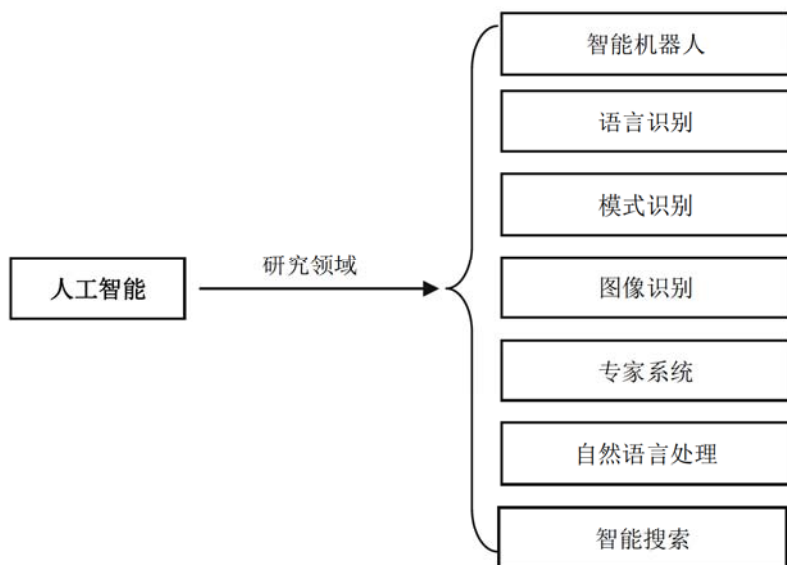 智能机器人
语言识别
模式识别
研究领域
人工智能
图像识别
专家系统
自然语言处理
智能搜索